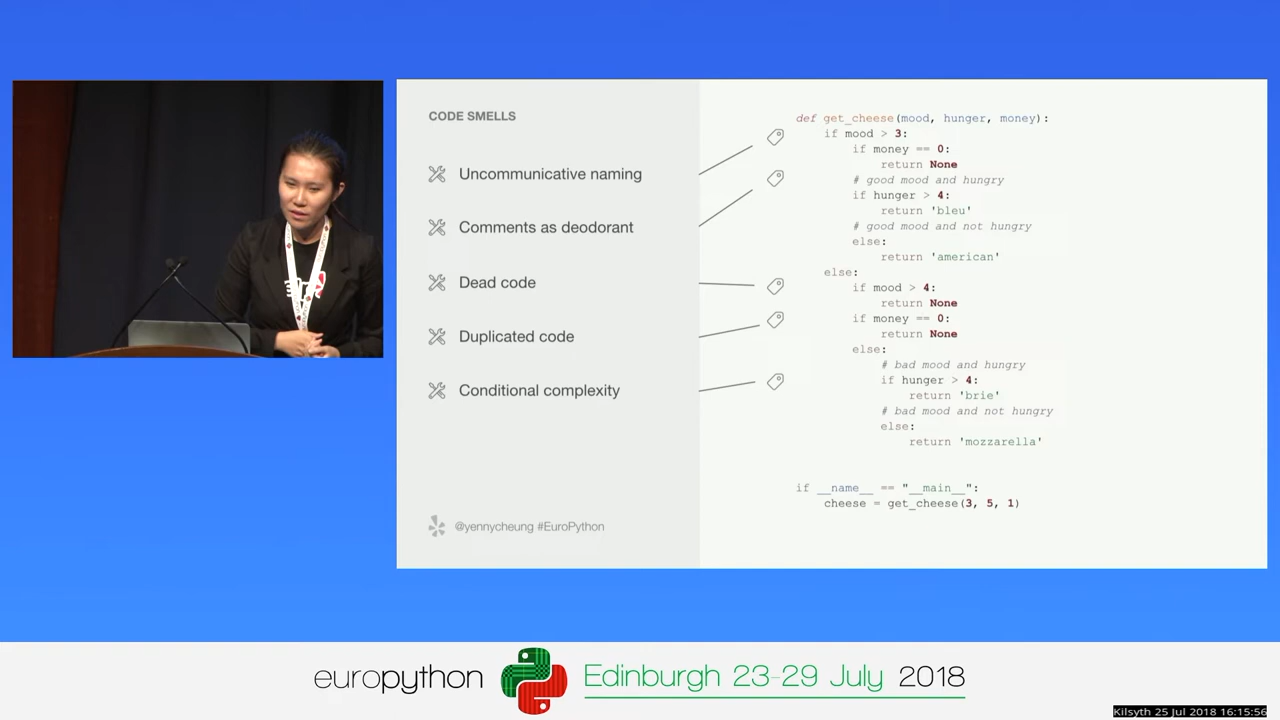 CODE SMELLS
Uncommunicative naming
Comments as deodorant
Dead code
Duplicated code
Conditional complexity
@yennycheung #EuroPython
def get_cheese(mood, hunger, money):
    if mood > 3:
        if money == 0:
            return None
        # good mood and hungry
        if hunger > 4:
            return 'bleu'
        # good mood and not hungry
        else:
            return 'american'
    else:
        if mood > 4:
            return None
        if money == 0:
            return None
        else:
            # bad mood and hungry
            if hunger > 4:
                return 'brie'
            # bad mood and not hungry
            else:
                return 'mozzarella'
if __name__ == "__main__":
    cheese = get_cheese(3, 5, 1)
europython Edinburgh 23-29 July 2018
Kilsyth 25 Jul 2018 16:15:56